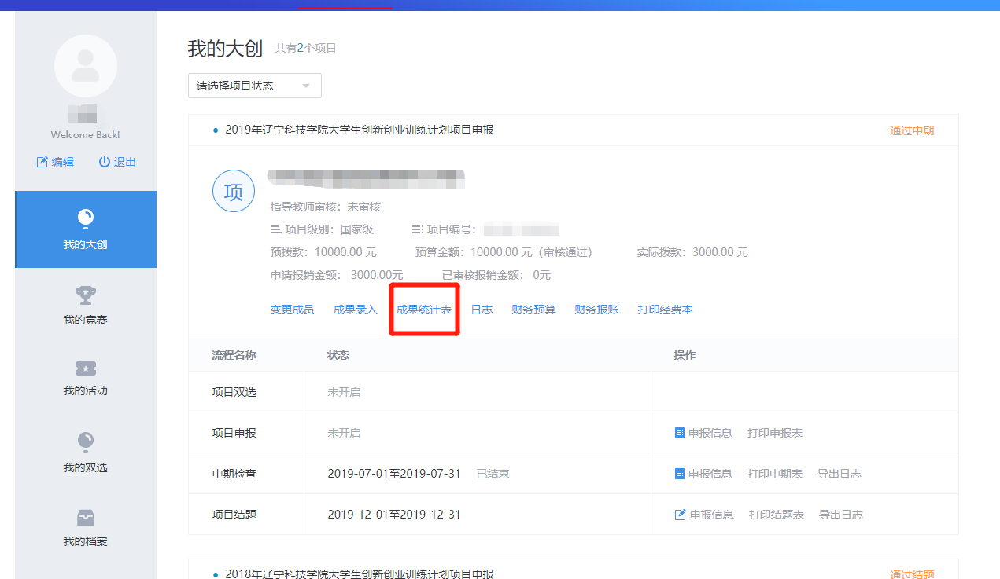 我的大创 共有2个项目
请选择项目状态
Welcome Back!
编辑 退出
我的大创
我的竞赛
我的活动
我的双选
我的档案
2019年辽宁科技学院大学生创新创业训练计划项目申报 通过中期
项
指导教师审核：未审核
项目级别：国家级 项目编号：
预拨款：10000.00 元 预算金额：10000.00 元（审核通过） 实际拨款：3000.00 元
申请报销金额： 3000.00元 已审核报销金额： 0元
变更成员 成果录入 成果统计表 日志 财务预算 财务报账 打印经费本
流程名称 状态 操作
项目双选 未开启
项目申报 未开启 申报信息 打印申报表
中期检查 2019-07-01至2019-07-31 已结束 申报信息 打印中期表 导出日志
项目结题 2019-12-01至2019-12-31 申报信息 打印结题表 导出日志
2018年辽宁科技学院大学生创新创业训练计划项目申报 通过结题